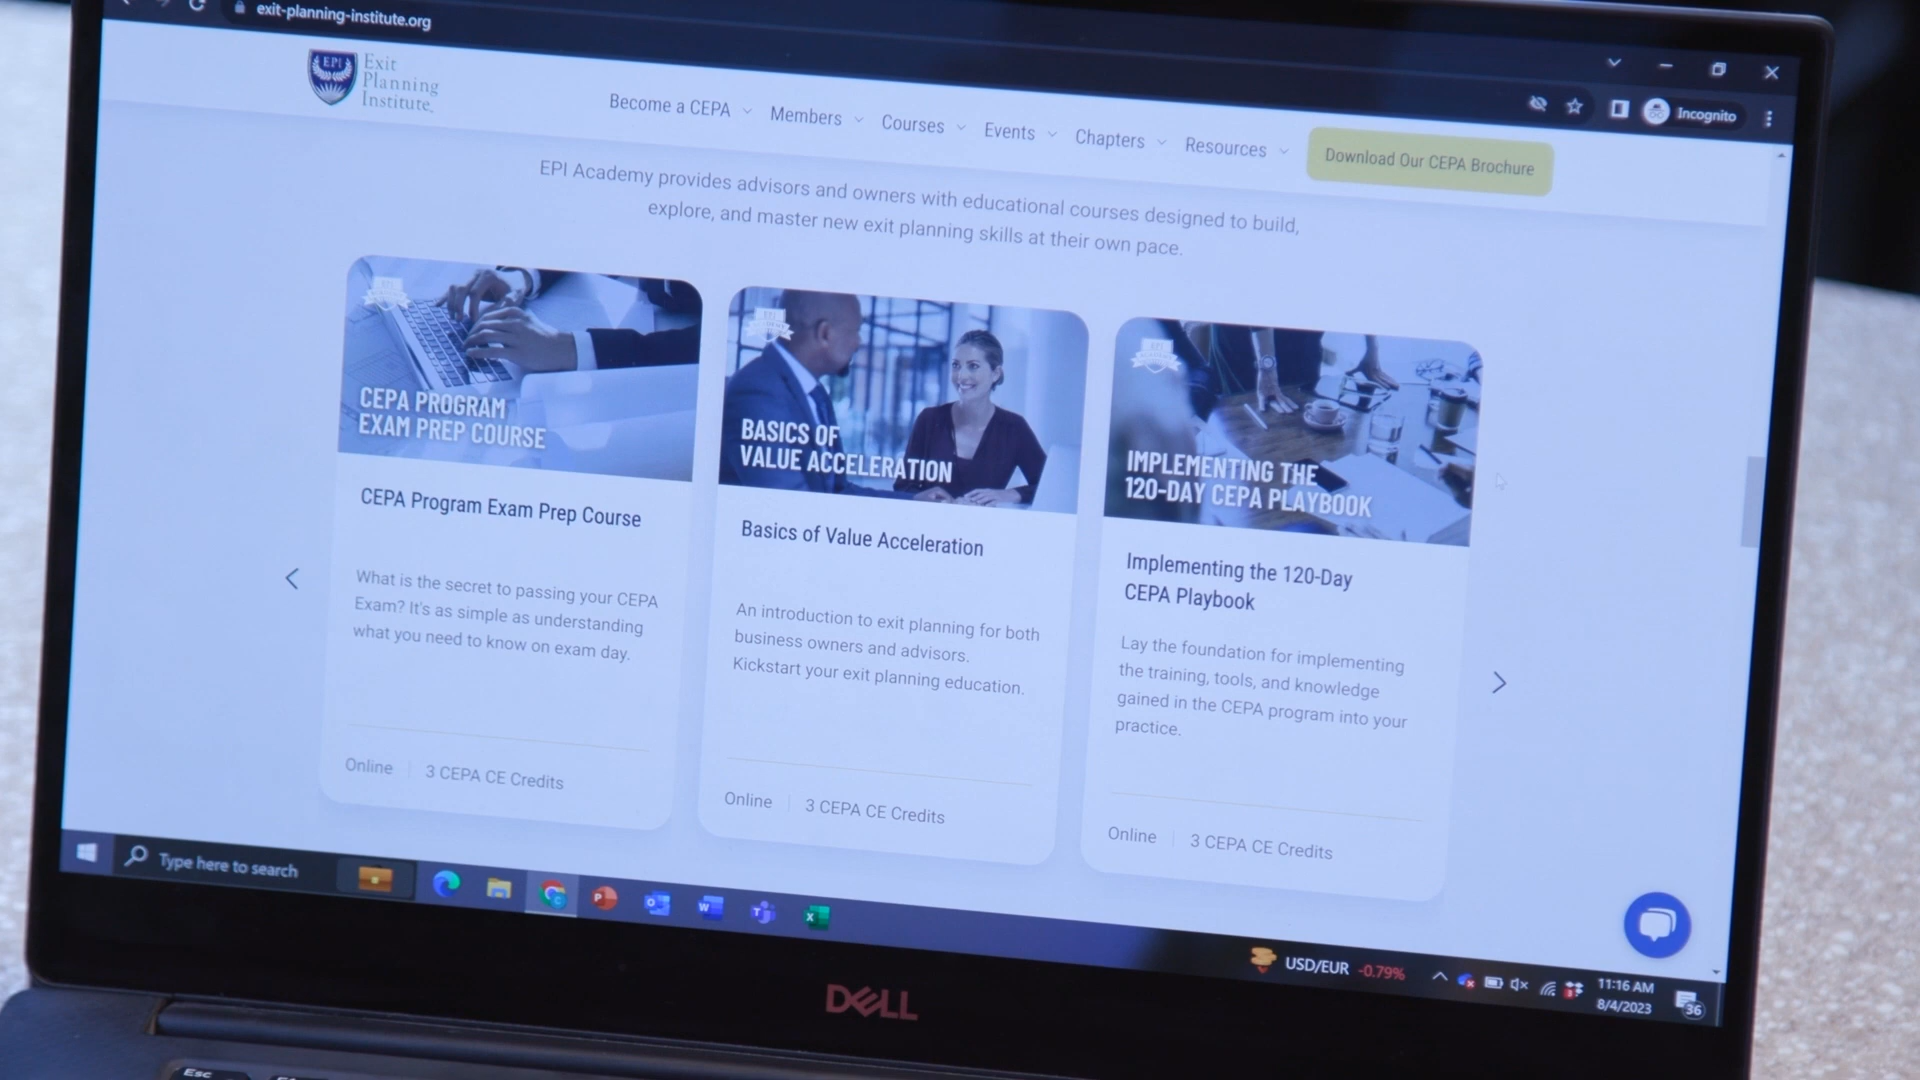 exit-planning-institute.org
Incognito
EPI
Exit
Planning
Institute
Become a CEPA
Members
Courses
Events
Chapters
Resources
Download Our CEPA Brochure
EPI Academy provides advisors and owners with educational courses designed to build,
explore, and master new exit planning skills at their own pace.
CEPA PROGRAM
EXAM PREP COURSE
CEPA Program Exam Prep Course
What is the secret to passing your CEPA
Exam? It's as simple as understanding
what you need to know on exam day.
Online | 3 CEPA CE Credits
BASICS OF
VALUE ACCELERATION
Basics of Value Acceleration
An introduction to exit planning for both
business owners and advisors.
Kickstart your exit planning education.
Online | 3 CEPA CE Credits
EPI
ACADEMY
IMPLEMENTING THE
120-DAY CEPA PLAYBOOK
Implementing the 120-Day
CEPA Playbook
Lay the foundation for implementing
the training, tools, and knowledge
gained in the CEPA program into your
practice.
Online | 3 CEPA CE Credits
Type here to search
USD/EUR -0.79%
11:16 AM
8/4/2023
36
DELL
Esc